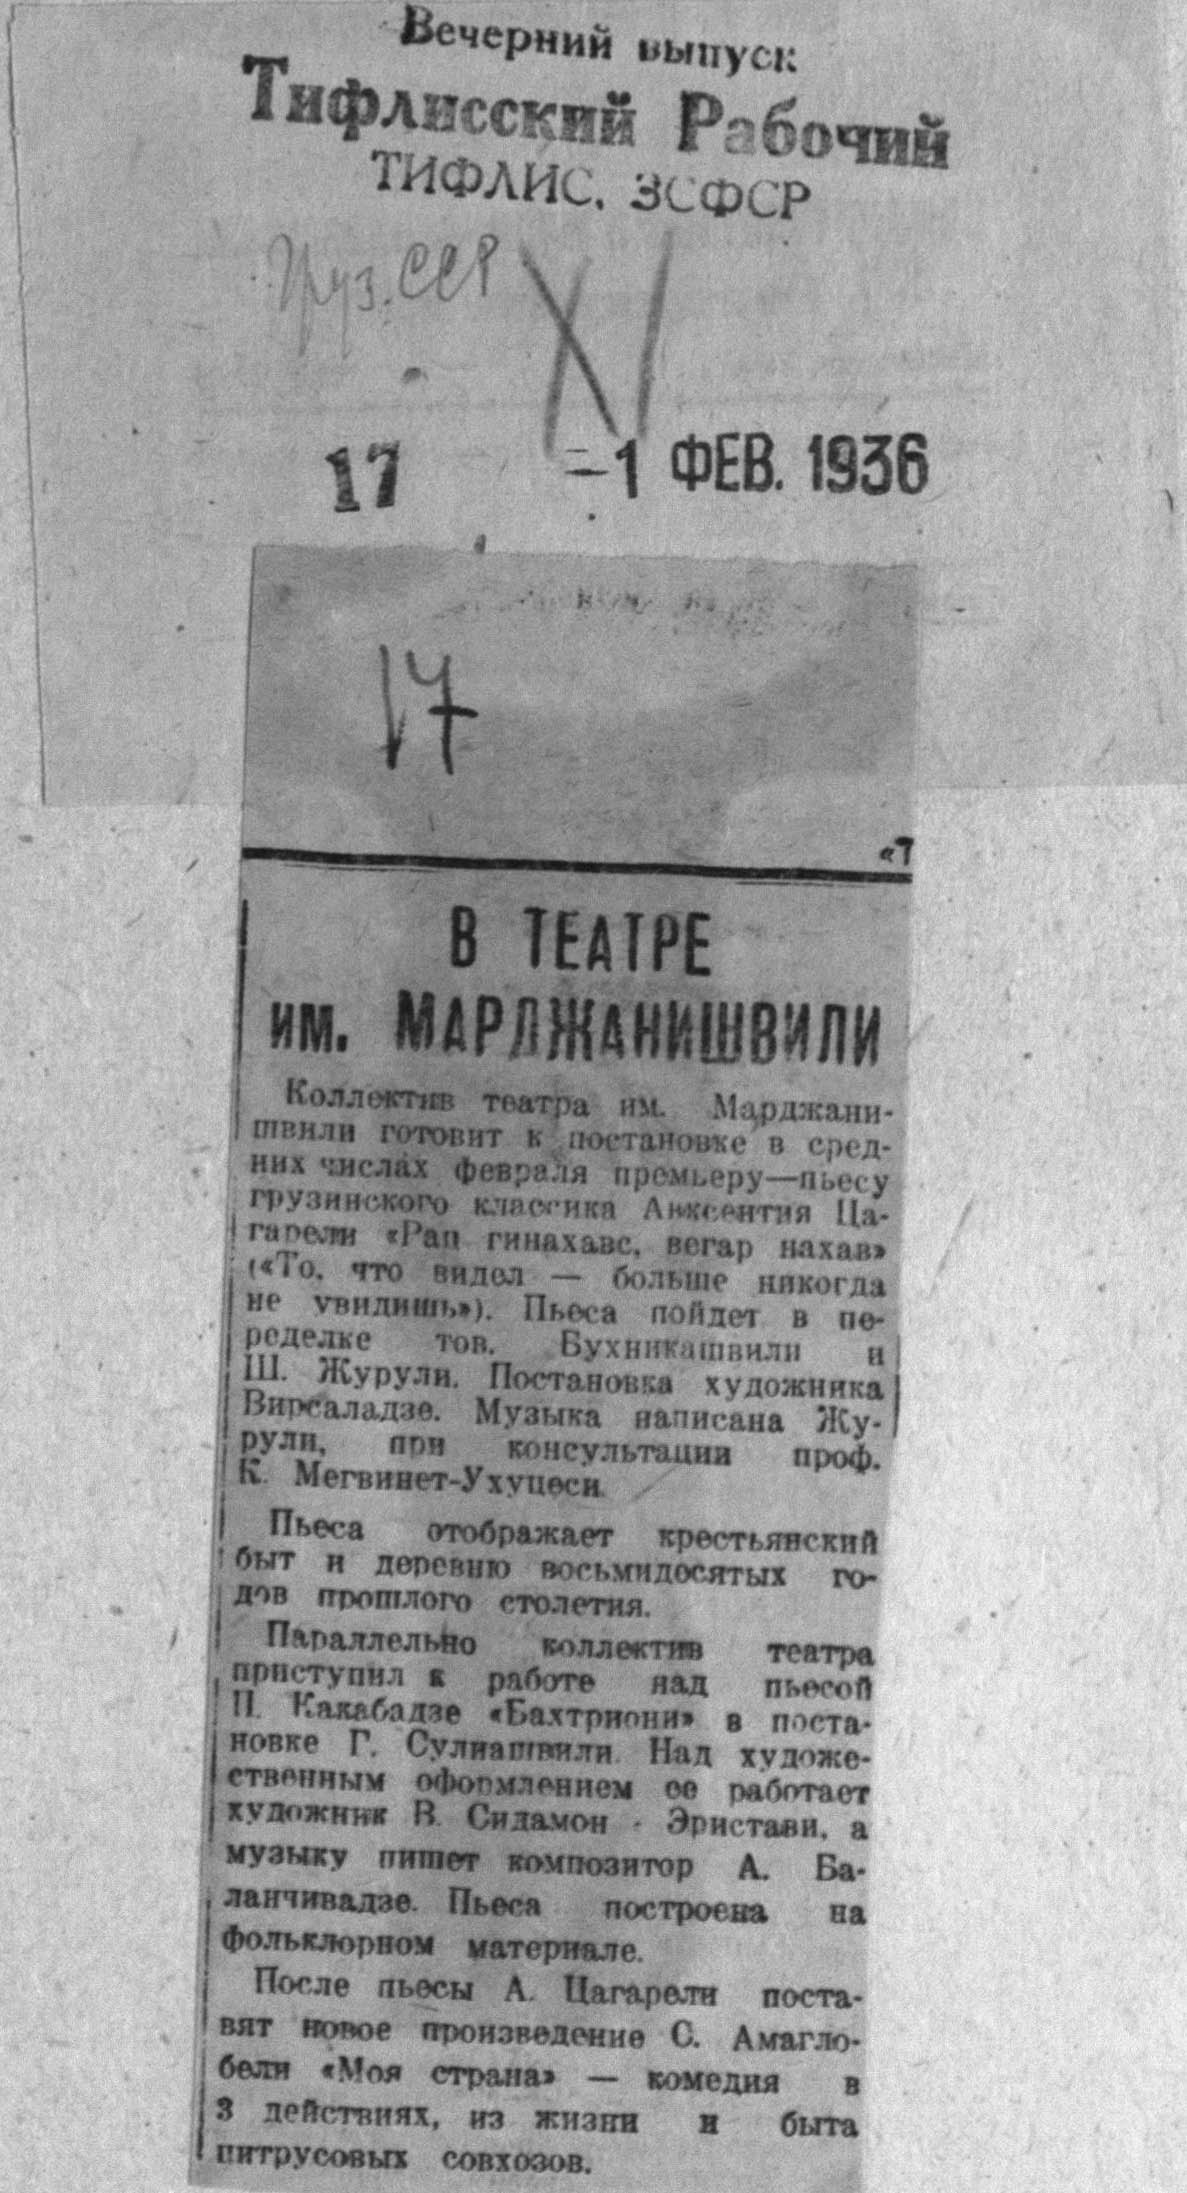 Вечерний выпуск
Тифлисский Рабочий
ТИФЛИС, ЗСФСР
Груз. ССР XI
17 -1 ФЕВ. 1936
17
«Т
В ТЕАТРЕ
им. МАРДЖАНИШВИЛИ
Коллектив театра им. Марджани-
швили готовит к постановке в сред-
них числах февраля премьеру—пьесу
грузинского классика Анксентия Ца-
гарели «Рац гинахавс, вегар нахав»
(«То, что видел — больше никогда
не увидишь»). Пьеса пойдет в пе-
ределке тов. Бухникашвили и
Ш. Журули. Постановка художника
Вирсаладзе. Музыка написана Жу-
рули, при консультации проф.
К. Мегвинет-Ухуцеси.
Пьеса отображает крестьянский
быт и деревню восьмидесятых го-
дов прошлого столетия.
Параллельно коллектив театра
приступил к работе над пьесой
П. Какабадзе «Бахтриони» в поста-
новке Г. Сулиашвили. Над художе-
ственным оформлением ее работает
художник В. Сидамон - Эристави, а
музыку пишет композитор А. Ба-
ланчивадзе. Пьеса построена на
фольклорном материале.
После пьесы А. Цагарели поста-
вят новое произведение С. Амагло-
бели «Моя страна» — комедия в
3 действиях, из жизни и быта
цитрусовых совхозов.